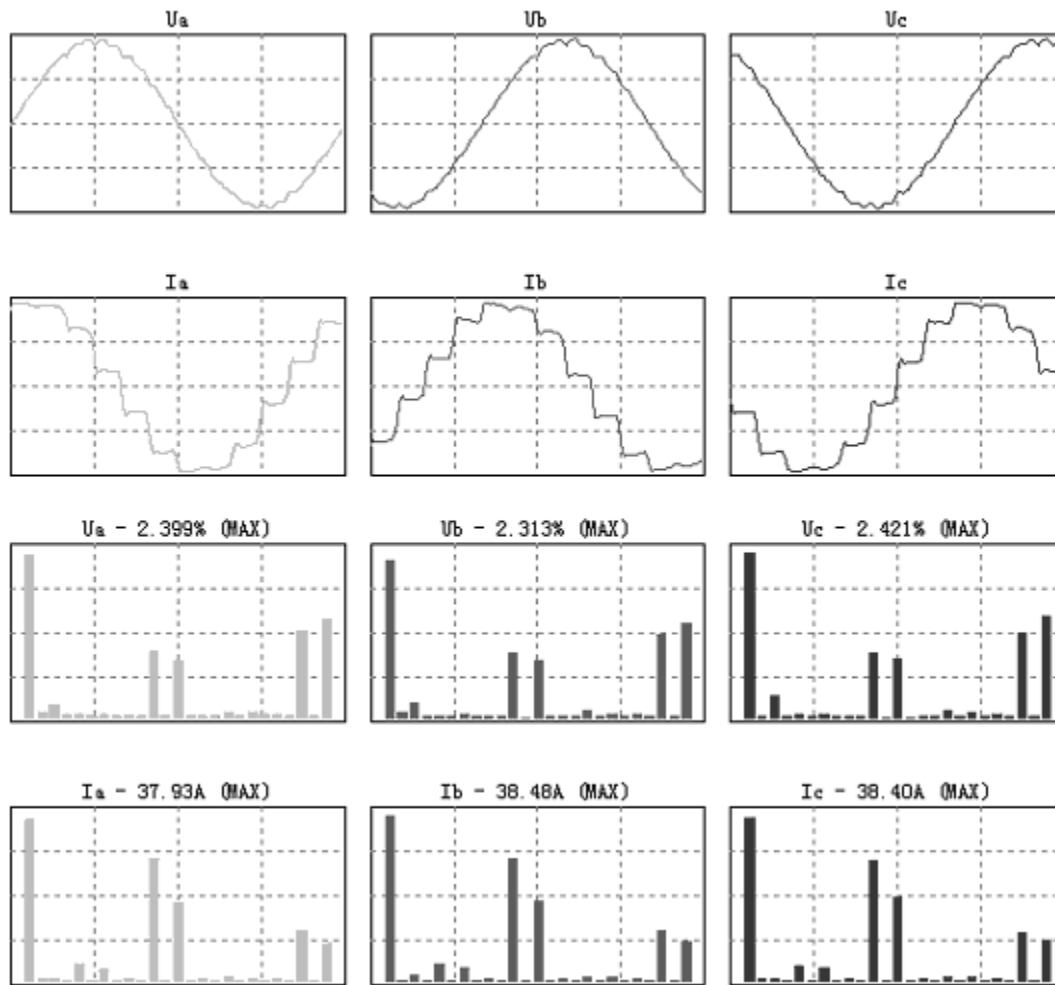 Ua Ub Uc
Ia Ib Ic
Ua - 2.399% (MAX) Ub - 2.313% (MAX) Uc - 2.421% (MAX)
Ia - 37.93A (MAX) Ib - 38.48A (MAX) Ic - 38.40A (MAX)